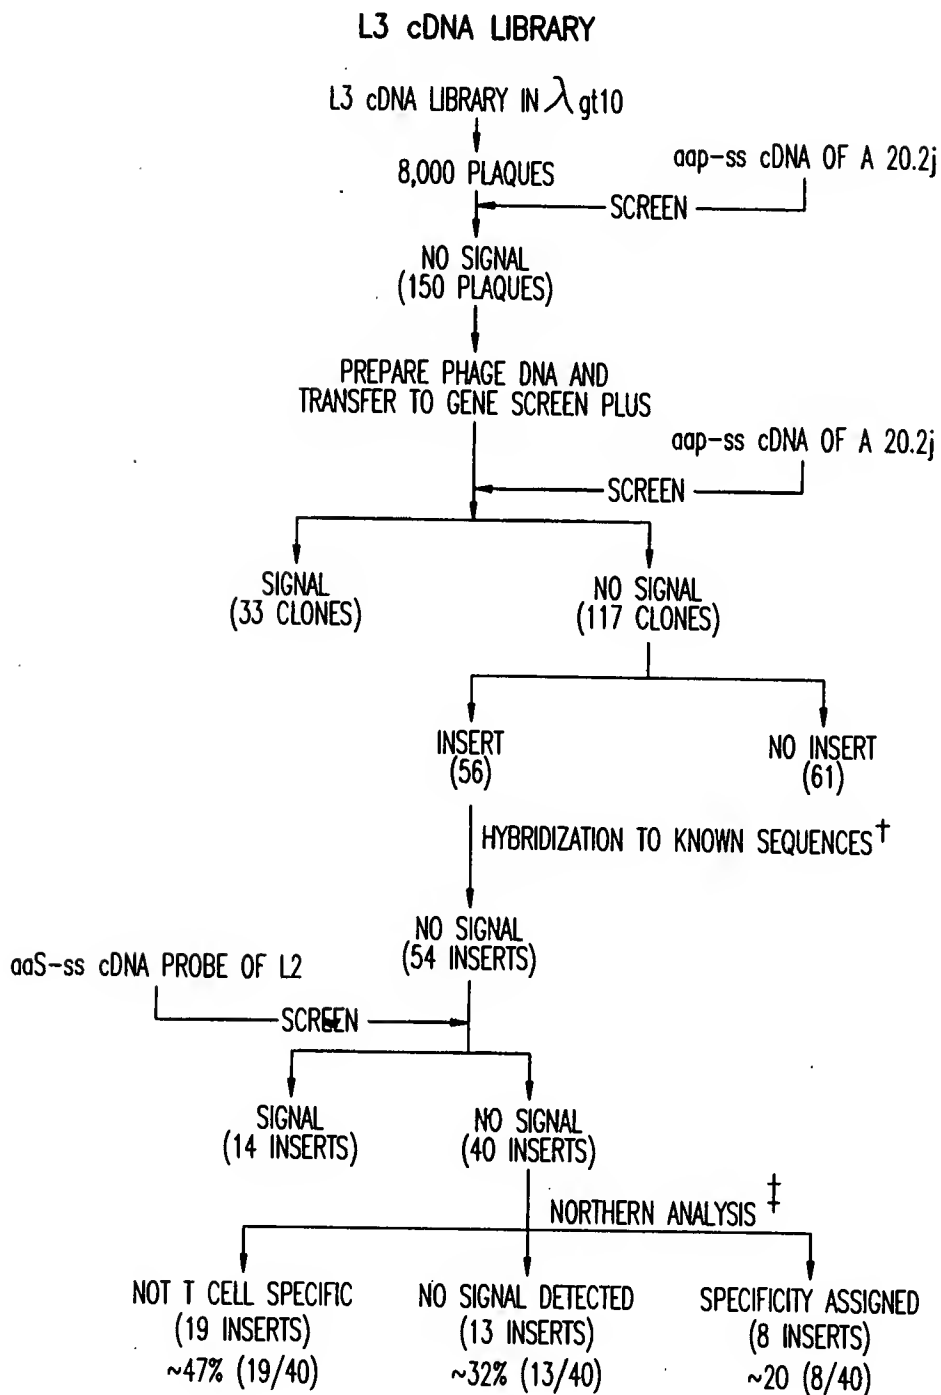 L3 cDNA LIBRARY
L3 cDNA LIBRARY IN λgt10
8,000 PLAQUES
aap-ss cDNA OF A 20.2j
SCREEN
NO SIGNAL
(150 PLAQUES)
PREPARE PHAGE DNA AND
TRANSFER TO GENE SCREEN PLUS
aap-ss cDNA OF A 20.2j
SCREEN
SIGNAL
(33 CLONES)
NO SIGNAL
(117 CLONES)
INSERT
(56)
NO INSERT
(61)
HYBRIDIZATION TO KNOWN SEQUENCES†
NO SIGNAL
(54 INSERTS)
aaS-ss cDNA PROBE OF L2
SCREEN
SIGNAL
(14 INSERTS)
NO SIGNAL
(40 INSERTS)
NORTHERN ANALYSIS‡
NOT T CELL SPECIFIC
(19 INSERTS)
~47% (19/40)
NO SIGNAL DETECTED
(13 INSERTS)
~32% (13/40)
SPECIFICITY ASSIGNED
(8 INSERTS)
~20 (8/40)